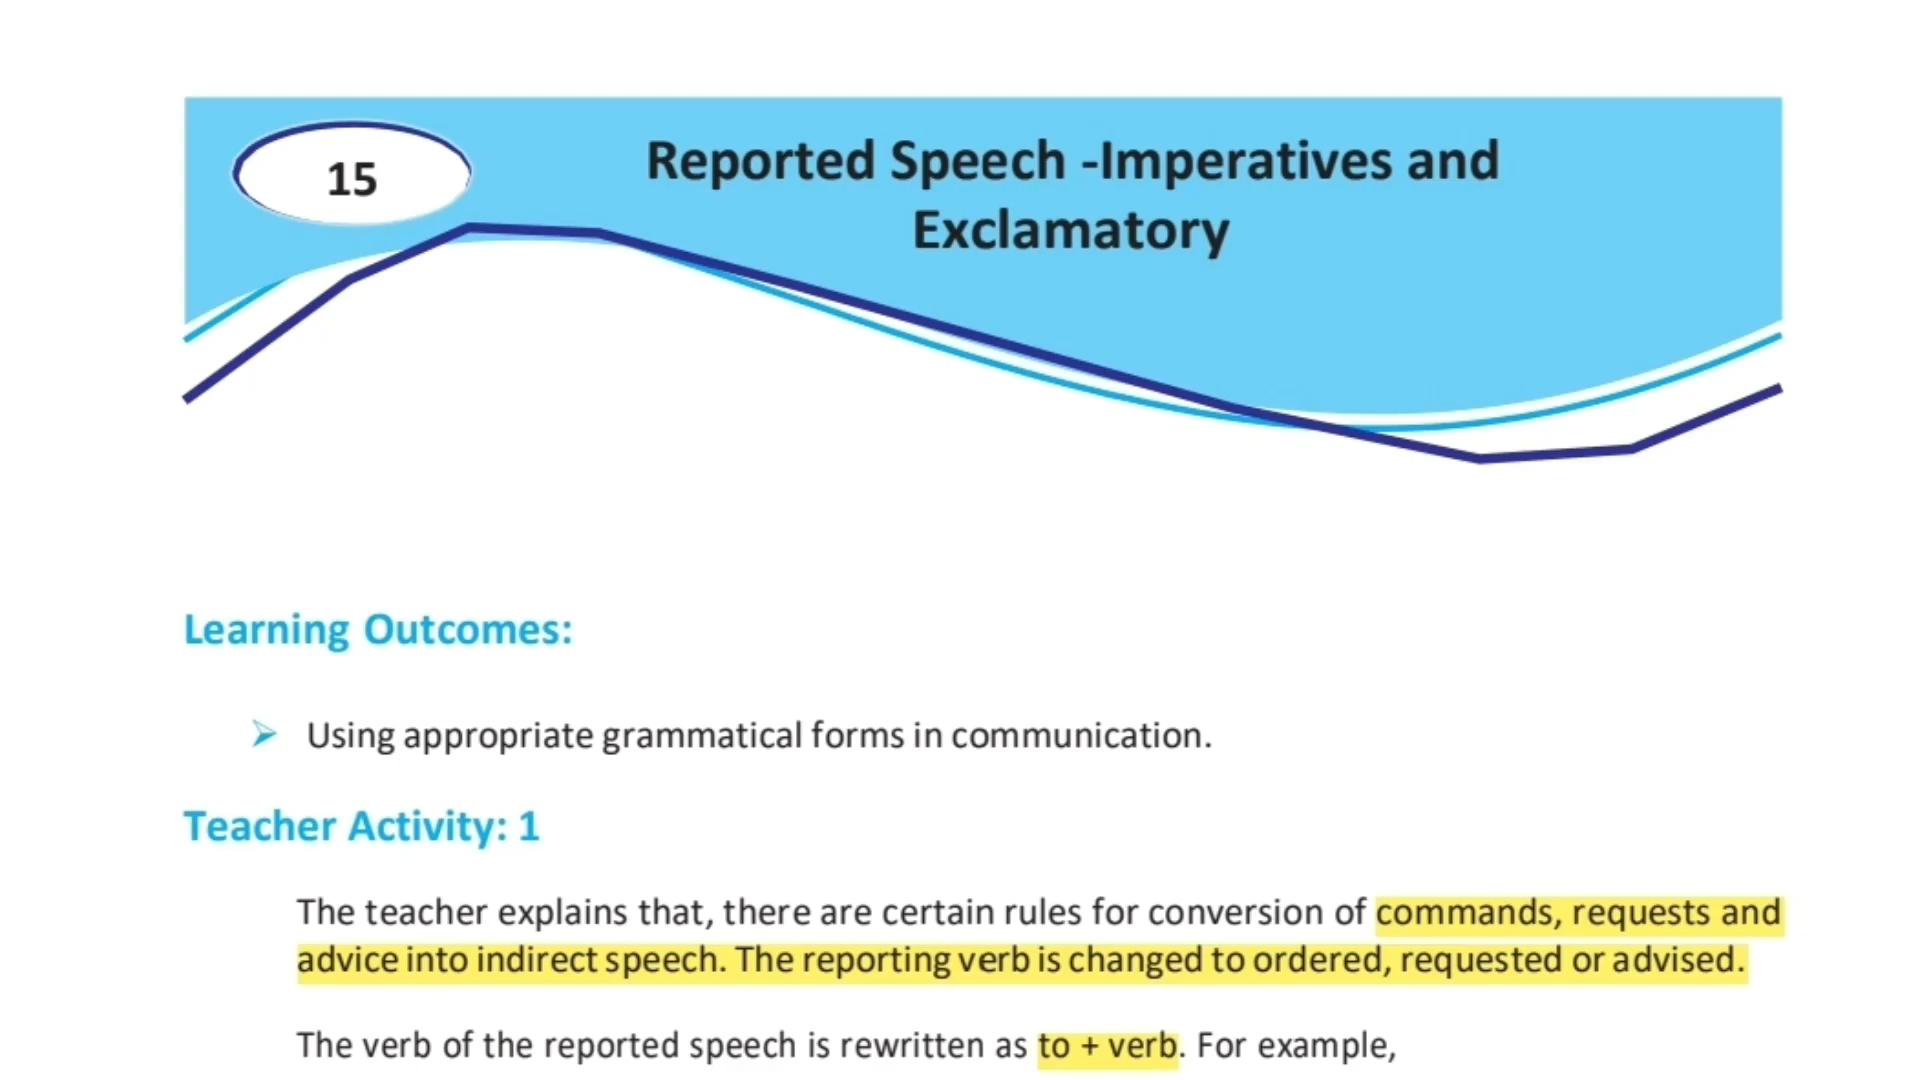 15
Reported Speech -Imperatives and
Exclamatory
Learning Outcomes:
Using appropriate grammatical forms in communication.
Teacher Activity: 1
The teacher explains that, there are certain rules for conversion of commands, requests and
advice into indirect speech. The reporting verb is changed to ordered, requested or advised.
The verb of the reported speech is rewritten as to + verb. For example,